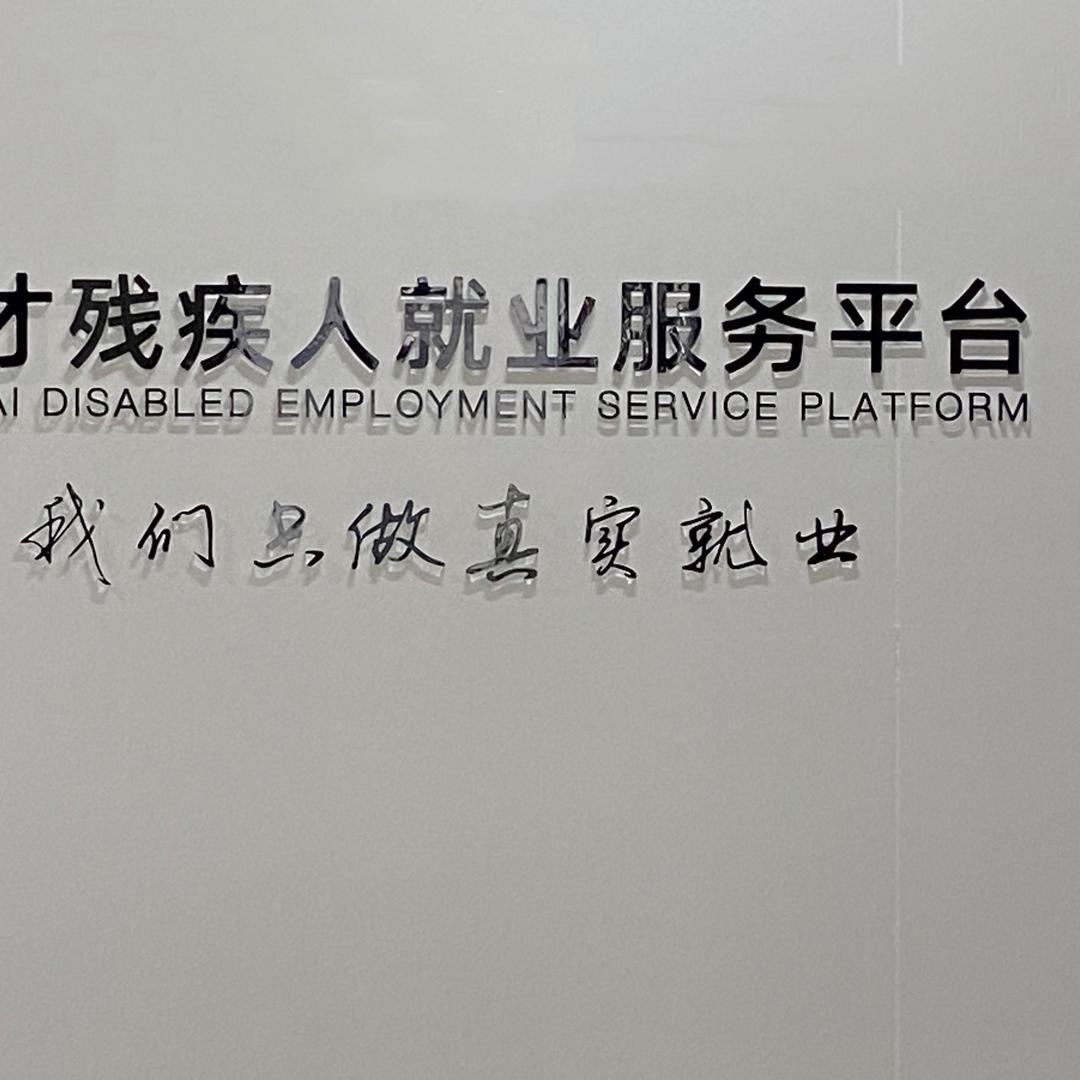 才残疾人就业服务平台
AI DISABLED EMPLOYMENT SERVICE PLATFORM
我们只做真实就业